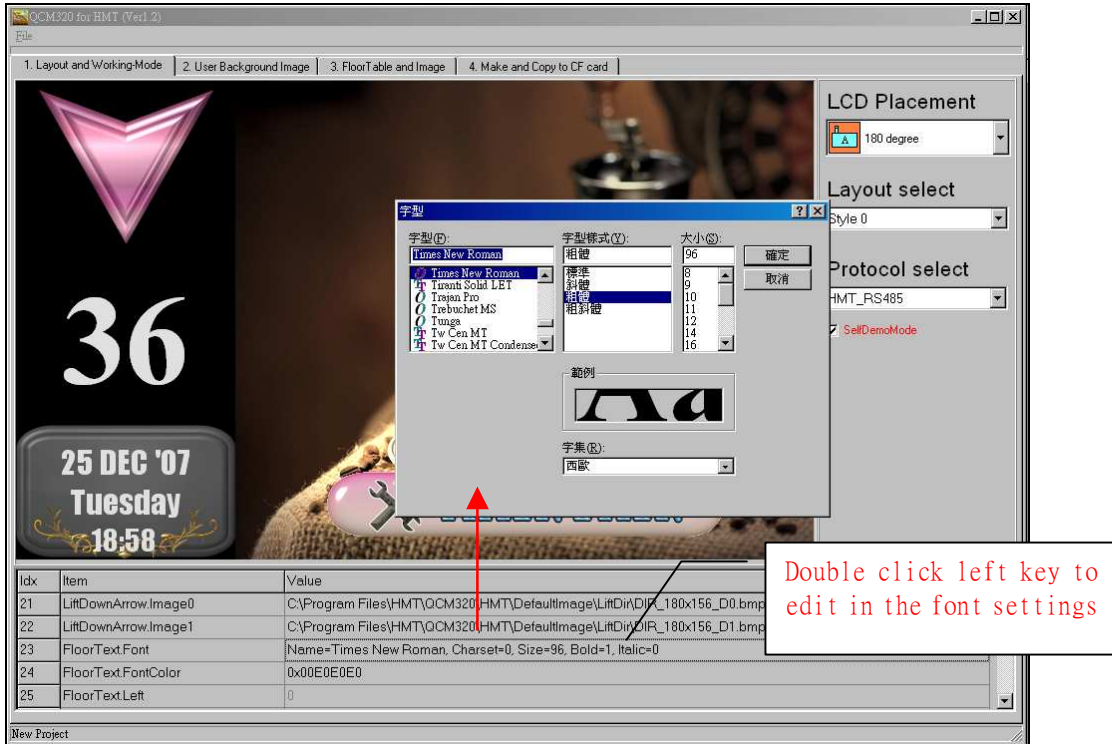 QCM320 for HMT (Ver1.2)
File
1. Layout and Working-Mode
2. User Background Image
3. FloorTable and Image
4. Make and Copy to CF card
36
25 DEC '07
Tuesday
18:58
LCD Placement
A
180 degree
Layout select
Style 0
Protocol select
HMT_RS485
SelfDemoMode
字型
字型(F):
Times New Roman
Times New Roman
Tiranti Solid LET
Trajan Pro
Trebuchet MS
Tunga
Tw Cen MT
Tw Cen MT Condense
字型樣式(Y):
粗體
標準
斜體
粗體
粗斜體
大小(S):
96
8
9
10
11
12
14
16
確定
取消
範例
Aa
字集(R):
西歐
Idx Item Value
21 LiftDownArrow.Image0 C:\Program Files\HMT\QCM320\HMT\DefaultImage\LiftDir\DIR_180x156_D0.bmp
22 LiftDownArrow.Image1 C:\Program Files\HMT\QCM320\HMT\DefaultImage\LiftDir\DIR_180x156_D1.bmp
23 FloorText.Font Name=Times New Roman, Charset=0, Size=96, Bold=1, Italic=0
24 FloorText.FontColor 0x00E0E0E0
25 FloorText.Left 0
Double click left key to
edit in the font settings
New Project